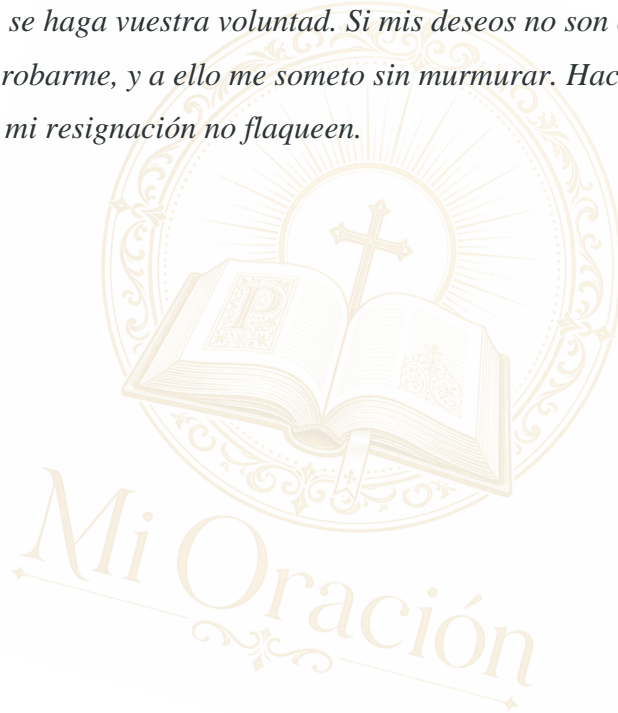 se haga vuestra voluntad. Si mis deseos no son
robarme, y a ello me someto sin murmurar. Hac
mi resignación no flaqueen.
P
Mi Oración